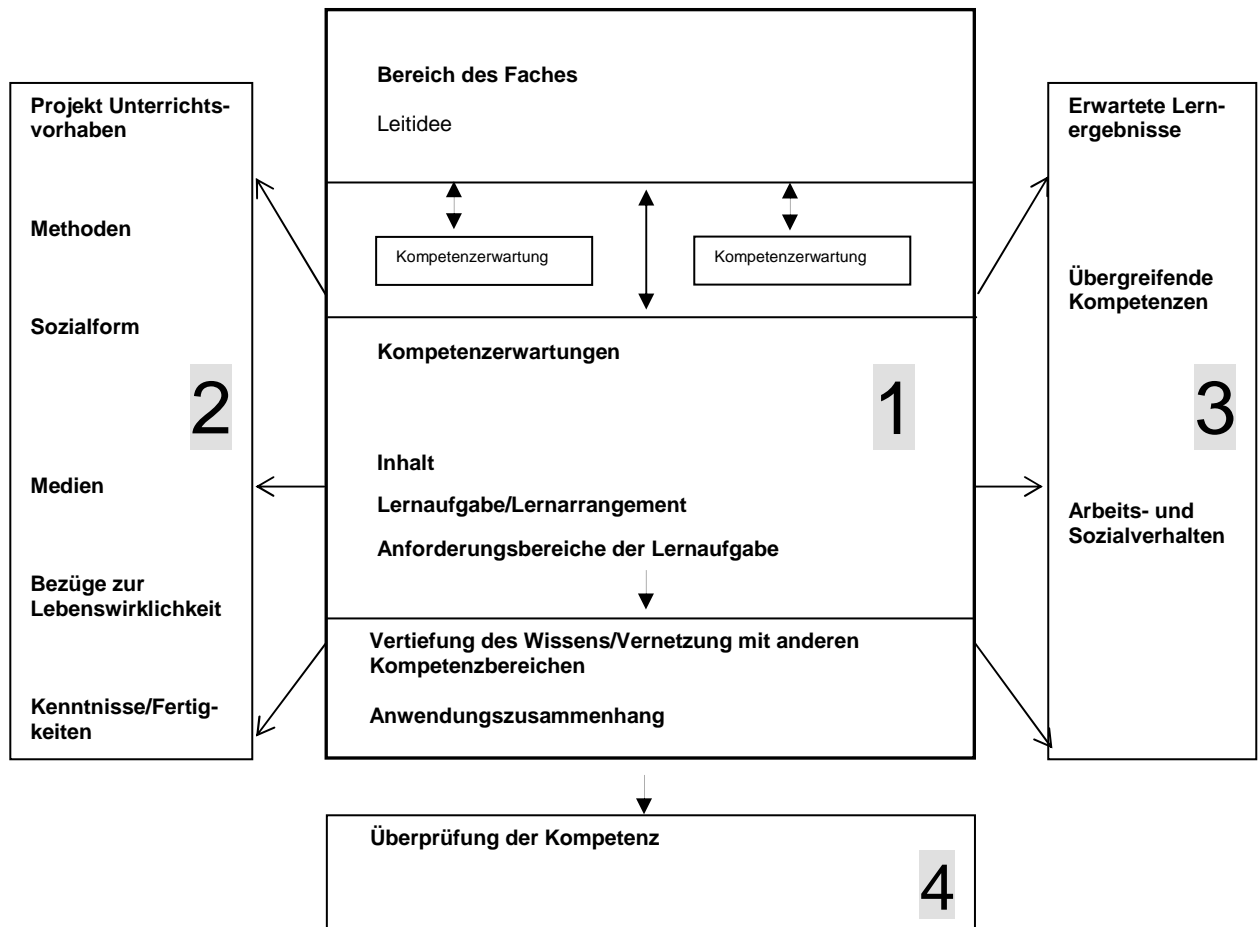 Bereich des Faches
Leitidee
Kompetenzerwartung
Kompetenzerwartung
Kompetenzerwartungen
1
Inhalt
Lernaufgabe/Lernarrangement
Anforderungsbereiche der Lernaufgabe
Vertiefung des Wissens/Vernetzung mit anderen
Kompetenzbereichen
Anwendungszusammenhang
Projekt Unterrichts-
vorhaben
Methoden
Sozialform
2
Medien
Bezüge zur
Lebenswirklichkeit
Kenntnisse/Fertig-
keiten
Erwartete Lern-
ergebnisse
Übergreifende
Kompetenzen
3
Arbeits- und
Sozialverhalten
Überprüfung der Kompetenz
4